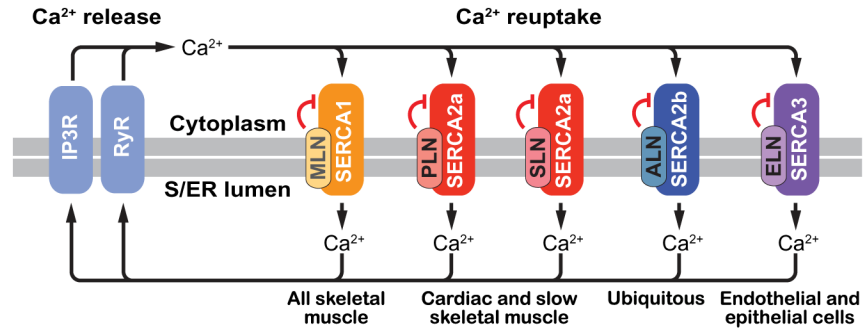 Ca²⁺ release
Ca²⁺ reuptake
Ca²⁺
IP3R
RyR
Cytoplasm
S/ER lumen
MLN
SERCA1
PLN
SERCA2a
SLN
SERCA2a
ALN
SERCA2b
ELN
SERCA3
Ca²⁺
Ca²⁺
Ca²⁺
Ca²⁺
Ca²⁺
All skeletal
muscle
Cardiac and slow
skeletal muscle
Ubiquitous
Endothelial and
epithelial cells